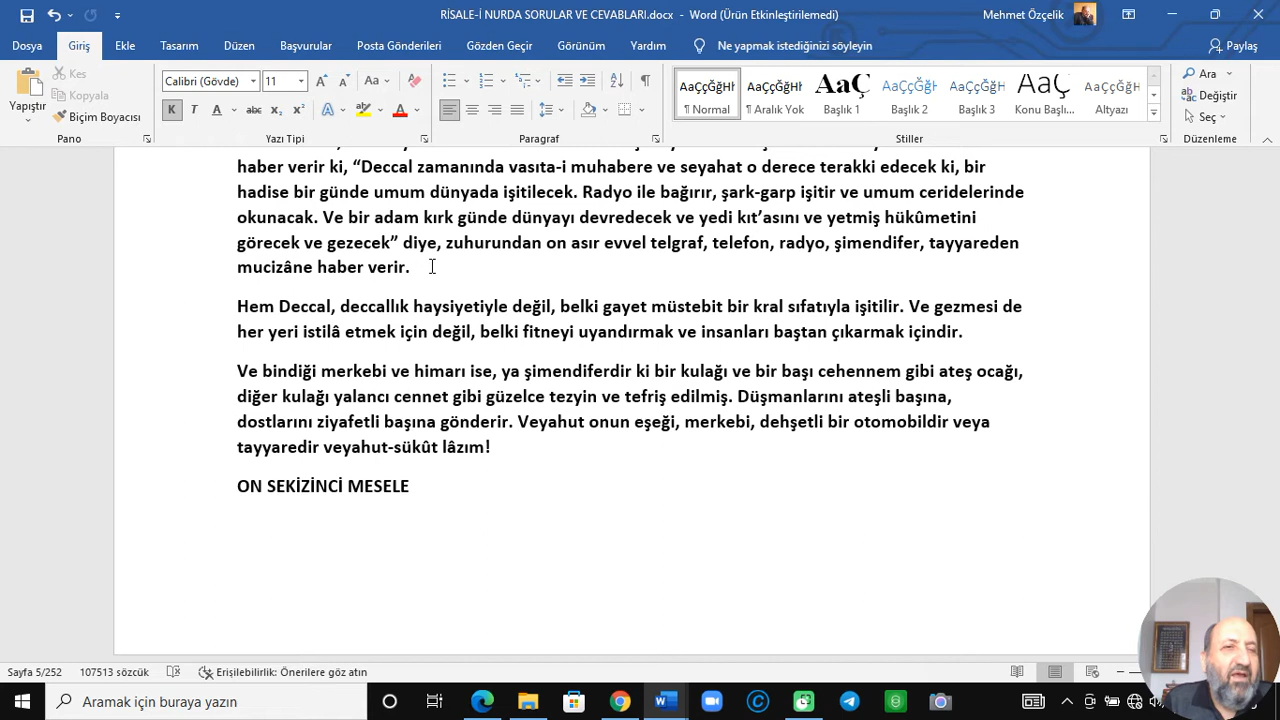 RİSALE-İ NURDA SORULAR VE CEVABLARI.docx - Word (Ürün Etkinleştirilemedi)
Mehmet Özçelik
Dosya Giriş Ekle Tasarım Düzen Başvurular Posta Gönderileri Gözden Geçir Görünüm Yardım Ne yapmak istediğinizi söyleyin Paylaş
Yapıştır
Kes
Kopyala
Biçim Boyacısı
Calibri (Gövde) 11
AaÇçĞğHł AaÇçĞğHł AaÇ AaÇçĞğH AaÇçĞğH AaÇçĞğH AaÇçĞğH
¶ Normal ¶ Aralık Yok Başlık 1 Başlık 2 Başlık 3 Konu Başlı... Altyazı
Ara
Değiştir
Seç
Pano Yazı Tipi Paragraf Stiller Düzenleme
haber verir ki, “Deccal zamanında vasıta-i muhabere ve seyahat o derece terakki edecek ki, bir
hadise bir günde umum dünyada işitilecek. Radyo ile bağırır, şark-garp işitir ve umum ceridelerinde
okunacak. Ve bir adam kırk günde dünyayı devredecek ve yedi kıt’asını ve yetmiş hükûmetini
görecek ve gezecek” diye, zuhurundan on asır evvel telgraf, telefon, radyo, şimendifer, tayyareden
mucizâne haber verir.
Hem Deccal, deccallık haysiyetiyle değil, belki gayet müstebit bir kral sıfatıyla işitilir. Ve gezmesi de
her yeri istilâ etmek için değil, belki fitneyi uyandırmak ve insanları baştan çıkarmak içindir.
Ve bindiği merkebi ve himarı ise, ya şimendiferdir ki bir kulağı ve bir başı cehennem gibi ateş ocağı,
diğer kulağı yalancı cennet gibi güzelce tezyin ve tefriş edilmiş. Düşmanlarını ateşli başına,
dostlarını ziyafetli başına gönderir. Veyahut onun eşeği, merkebi, dehşetli bir otomobildir veya
tayyaredir veyahut-sükût lâzım!
ON SEKİZİNCİ MESELE
Sayfa 5/252 107513 sözcük Erişilebilirlik: Önerilere göz atın
Aramak için buraya yazın